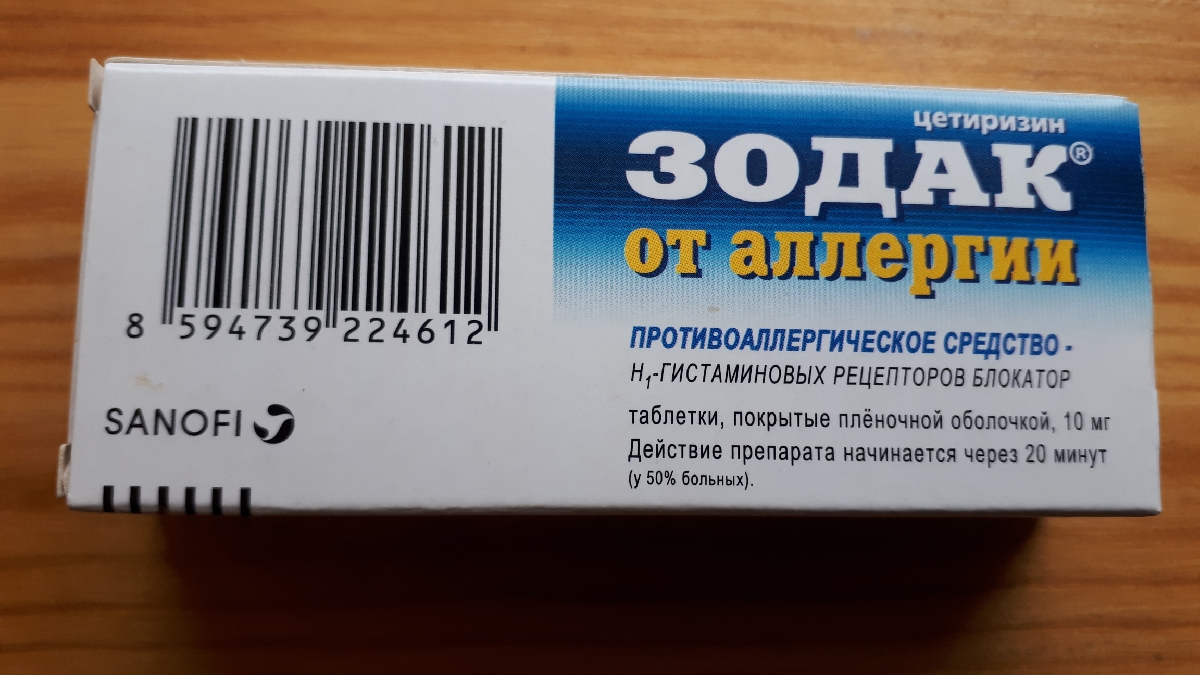 8 594739 224612
SANOFI
цетиризин
ЗОДАК®
от аллергии
ПРОТИВОАЛЛЕРГИЧЕСКОЕ СРЕДСТВО -
H₁-ГИСТАМИНОВЫХ РЕЦЕПТОРОВ БЛОКАТОР
таблетки, покрытые плёночной оболочкой, 10 мг
Действие препарата начинается через 20 минут
(у 50% больных).